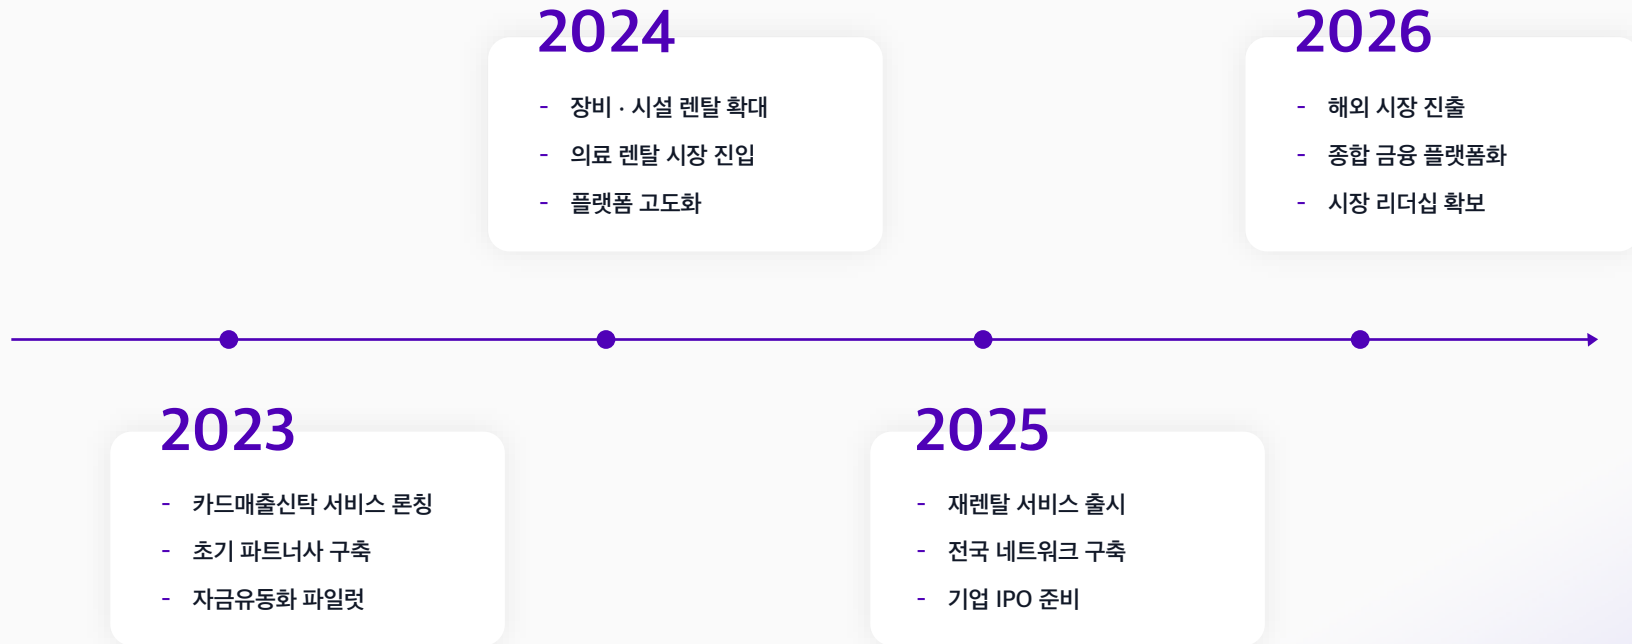 2024
- 장비 · 시설 렌탈 확대
- 의료 렌탈 시장 진입
- 플랫폼 고도화
2026
- 해외 시장 진출
- 종합 금융 플랫폼화
- 시장 리더십 확보
2023
- 카드매출신탁 서비스 론칭
- 초기 파트너사 구축
- 자금유동화 파일럿
2025
- 재렌탈 서비스 출시
- 전국 네트워크 구축
- 기업 IPO 준비